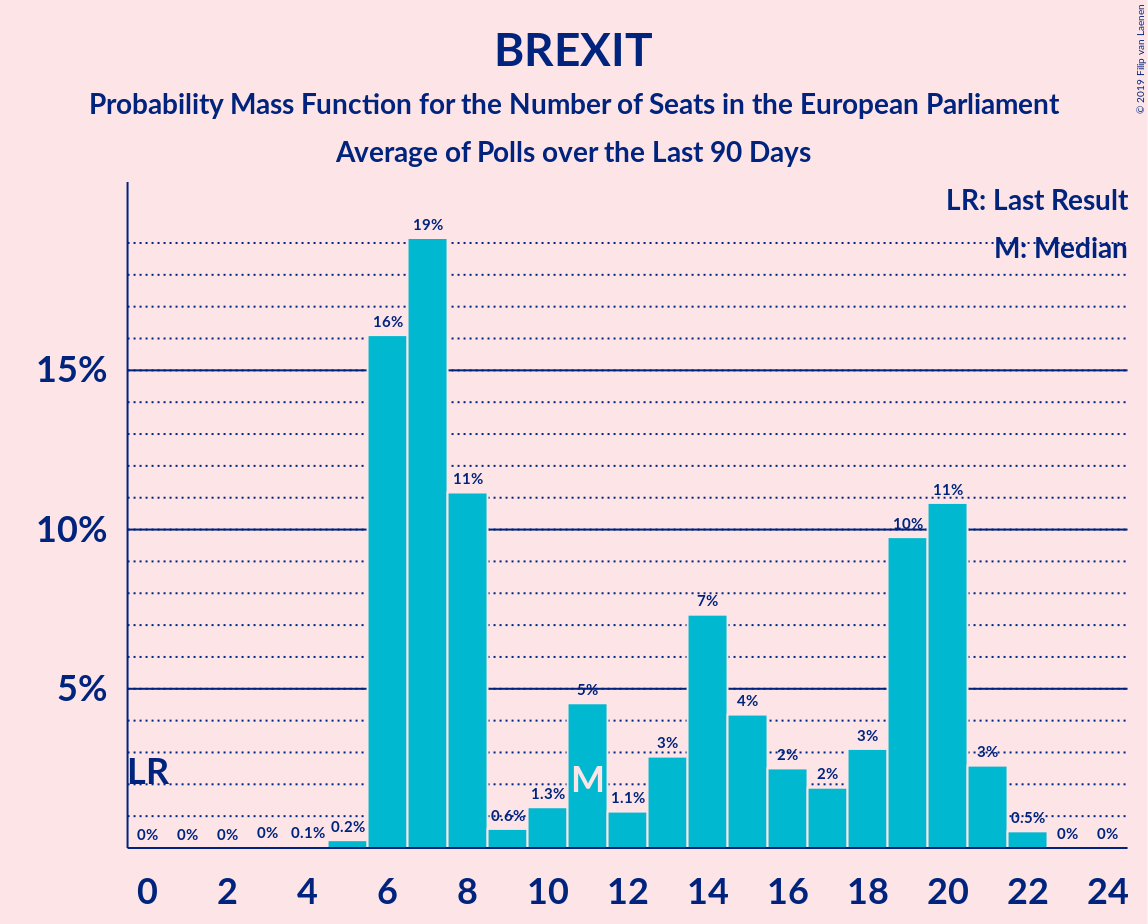 BREXIT
Probability Mass Function for the Number of Seats in the European Parliament
Average of Polls over the Last 90 Days
© 2019 Filip van Laenen
LR: Last Result
M: Median
19%
16%
15%
11%
11%
10%
10%
7%
5%
5%
4%
3%
3%
3%
2%
2%
LR
M
1.3%
1.1%
0.6%
0.5%
0% 0% 0% 0% 0.1% 0.2% 0% 0%
0 2 4 6 8 10 12 14 16 18 20 22 24